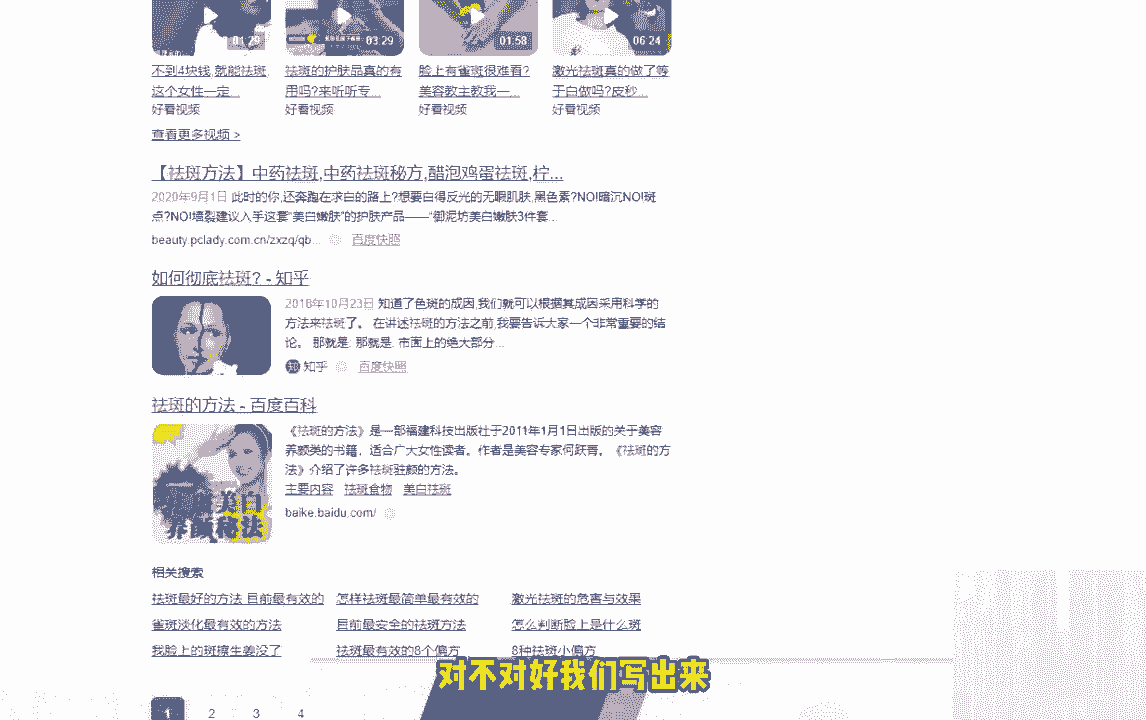 01:29
03:29
01:58
06:24
不到4块钱,就能祛斑,
这个女性一定...
好看视频
祛斑的护肤品真的有
用吗?来听听专...
好看视频
脸上有雀斑很难看?
美容教主教我一...
好看视频
激光祛斑真的做了等
于白做吗?皮秒...
好看视频
查看更多视频 >
【祛斑方法】中药祛斑,中药祛斑秘方,醋泡鸡蛋祛斑,柠...
2020年9月1日 此时的你,还奔跑在求白的路上?想要白得反光的无暇肌肤,黑色素?NO!暗沉NO!斑
点?NO!墙裂建议入手这套"美白嫩肤"的护肤产品——"御泥坊美白嫩肤3件套...
beauty.pclady.com.cn/zxzq/qb... 百度快照
如何彻底祛斑? - 知乎
2018年10月23日 知道了色斑的成因,我们就可以根据其成因采用科学的
方法来祛斑了。 在讲述祛斑的方法之前,我要告诉大家一个非常重要的结
论。 那就是: 那就是: 市面上的绝大部分...
知 知乎 百度快照
祛斑的方法 - 百度百科
《祛斑的方法》是一部福建科技出版社于2011年1月1日出版的关于美容
养颜类的书籍，适合广大女性读者。作者是美容专家何跃青。《祛斑的方
法》介绍了许多祛斑驻颜的方法。
主要内容 祛斑食物 美白祛斑
baike.baidu.com/
美白
养颜秘法
相关搜索
祛斑最好的方法 目前最有效的 怎样祛斑最简单最有效的 激光祛斑的危害与效果
雀斑淡化最有效的方法 目前最安全的祛斑方法 怎么判断脸上是什么斑
我脸上的斑擦生姜没了 祛斑最有效的8个偏方 8种祛斑小偏方
对不对好我们写出来
1 2 3 4